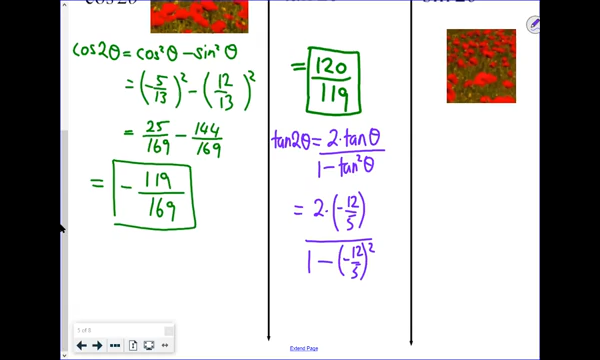 cos2θ
cos2θ = cos²θ − sin²θ
= (-5/13)² − (12/13)²
= 25/169 − 144/169
= -119/169
= 120/119
tan2θ = 2·tanθ / 1 − tan²θ
= 2·(-12/5) / 1 − (-12/5)²
1 of 8
Extend Page